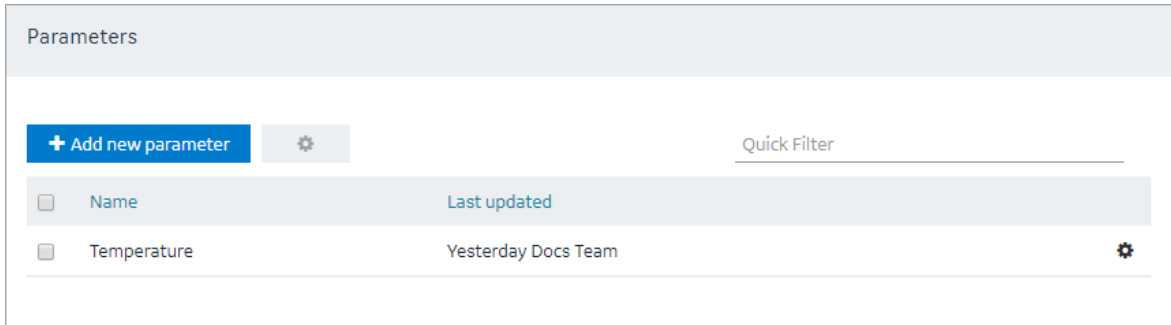 Parameters
Add new parameter
Quick Filter
Name Last updated
Temperature Yesterday Docs Team